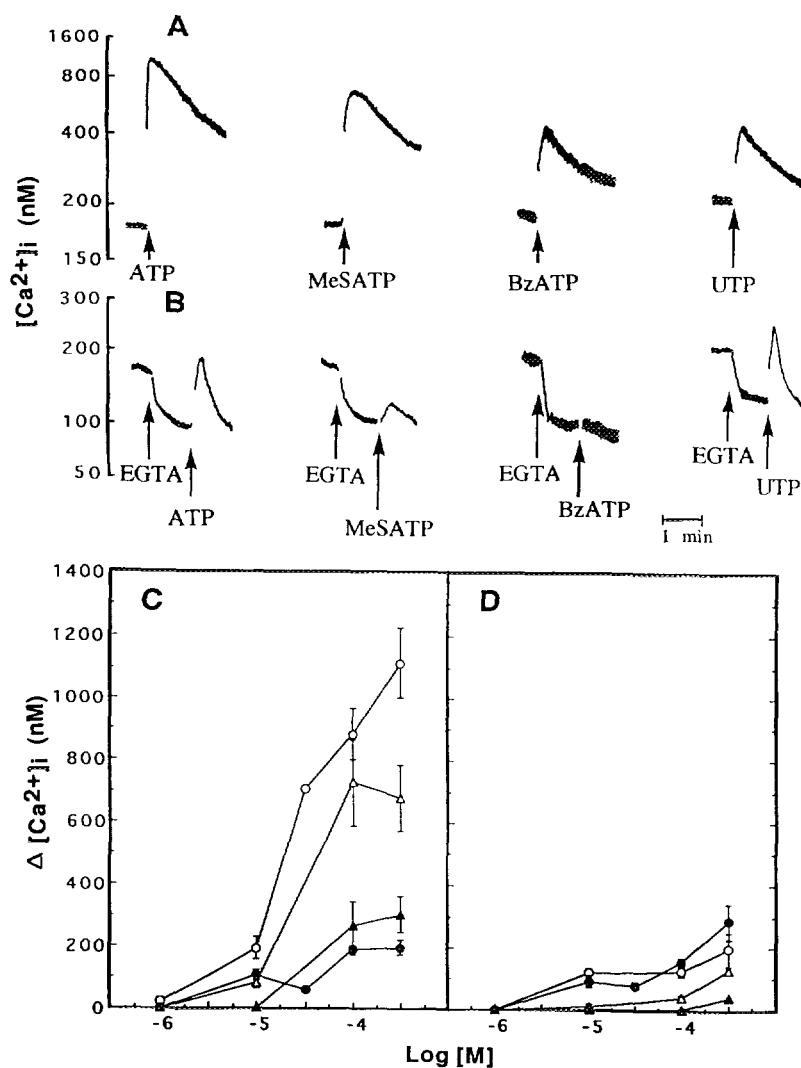 A
1600
800
400
200
150
[Ca2+]i (nM)
ATP
MeSATP
BzATP
UTP
B
300
200
100
50
EGTA
ATP
EGTA
MeSATP
EGTA
BzATP
EGTA
UTP
1 min
C
D
1400
1200
1000
800
600
400
200
0
Δ [Ca2+]i (nM)
-6
-5
-4
-6
-5
-4
Log [M]